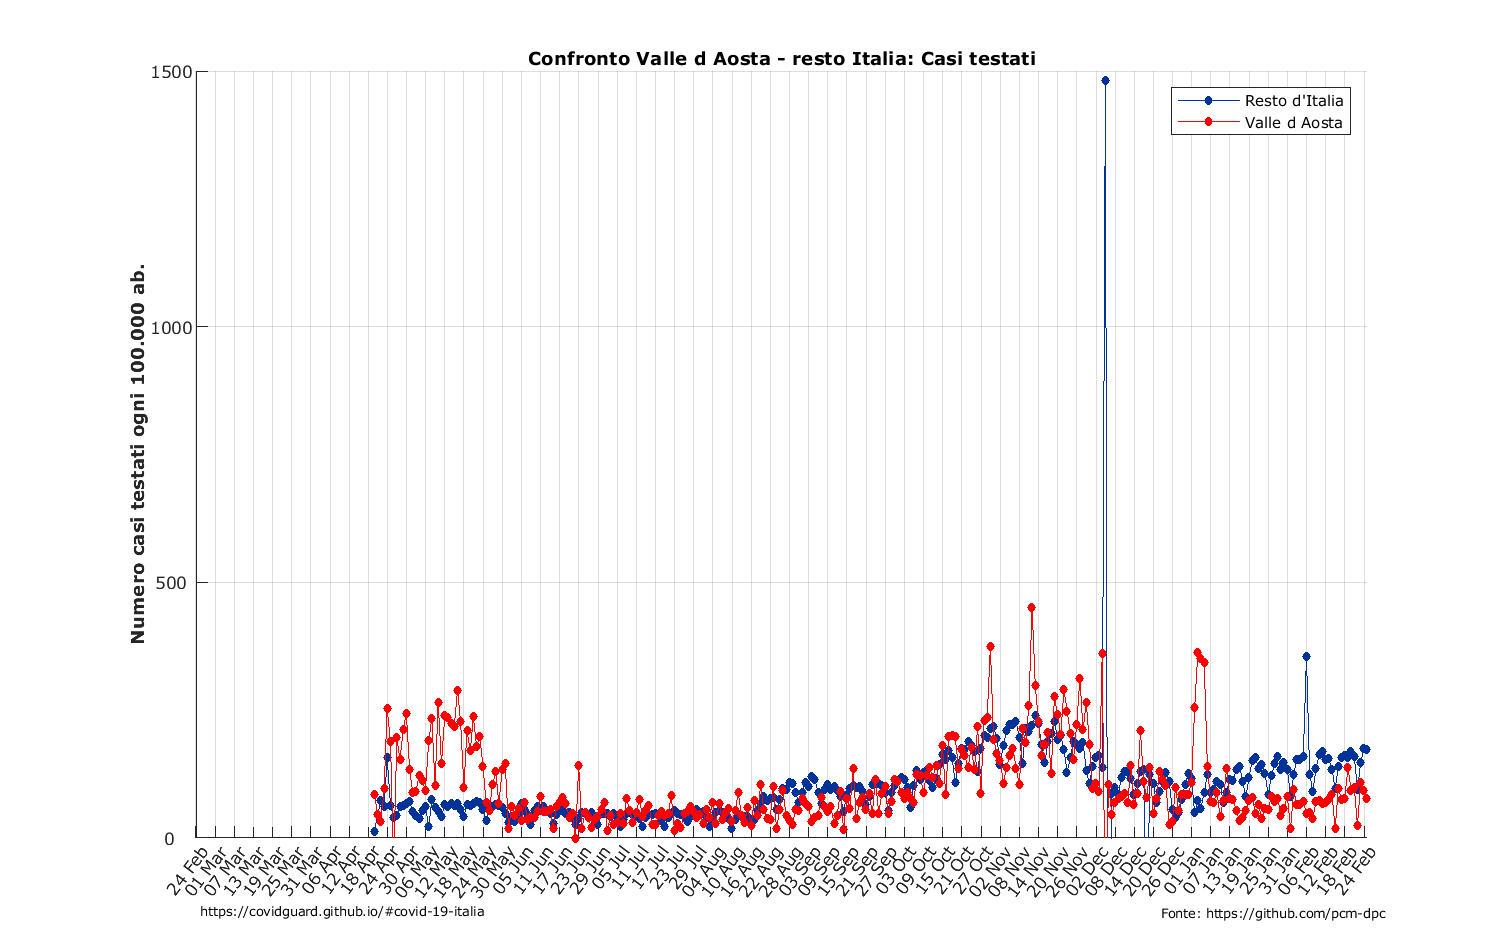 Confronto Valle d Aosta - resto Italia: Casi testati
Resto d'Italia
Valle d Aosta
Numero casi testati ogni 100.000 ab.
1500
1000
500
0
24 Feb
01 Mar
07 Mar
13 Mar
19 Mar
25 Mar
31 Mar
06 Apr
12 Apr
18 Apr
24 Apr
30 Apr
06 May
12 May
18 May
24 May
30 May
05 Jun
11 Jun
17 Jun
23 Jun
29 Jun
05 Jul
11 Jul
17 Jul
23 Jul
29 Jul
04 Aug
10 Aug
16 Aug
22 Aug
28 Aug
03 Sep
09 Sep
15 Sep
21 Sep
27 Sep
03 Oct
09 Oct
15 Oct
21 Oct
27 Oct
02 Nov
08 Nov
14 Nov
20 Nov
26 Nov
02 Dec
08 Dec
14 Dec
20 Dec
26 Dec
01 Jan
07 Jan
13 Jan
19 Jan
25 Jan
31 Jan
06 Feb
12 Feb
18 Feb
24 Feb
https://covidguard.github.io/#covid-19-italia
Fonte: https://github.com/pcm-dpc